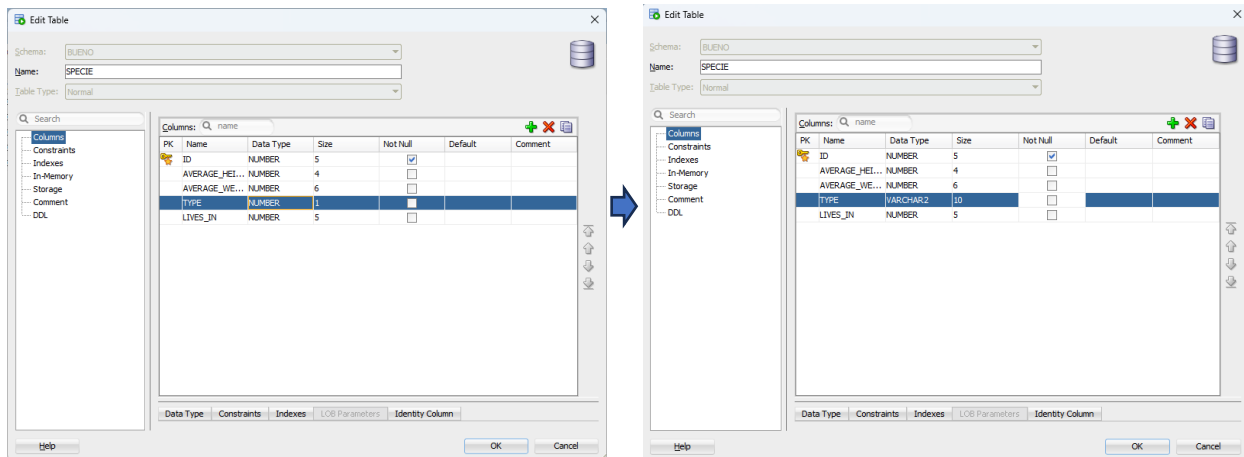 Edit Table
Schema: BUENO
Name: SPECIE
Table Type: Normal
Search
Columns
Constraints
Indexes
In-Memory
Storage
Comment
DDL
Columns: name
PK Name Data Type Size Not Null Default Comment
ID NUMBER 5
AVERAGE_HEI... NUMBER 4
AVERAGE_WE... NUMBER 6
TYPE NUMBER 1
LIVES_IN NUMBER 5
Data Type Constraints Indexes LOB Parameters Identity Column
Help OK Cancel
Edit Table
Schema: BUENO
Name: SPECIE
Table Type: Normal
Search
Columns
Constraints
Indexes
In-Memory
Storage
Comment
DDL
Columns: name
PK Name Data Type Size Not Null Default Comment
ID NUMBER 5
AVERAGE_HEI... NUMBER 4
AVERAGE_WE... NUMBER 6
TYPE VARCHAR2 10
LIVES_IN NUMBER 5
Data Type Constraints Indexes LOB Parameters Identity Column
Help OK Cancel